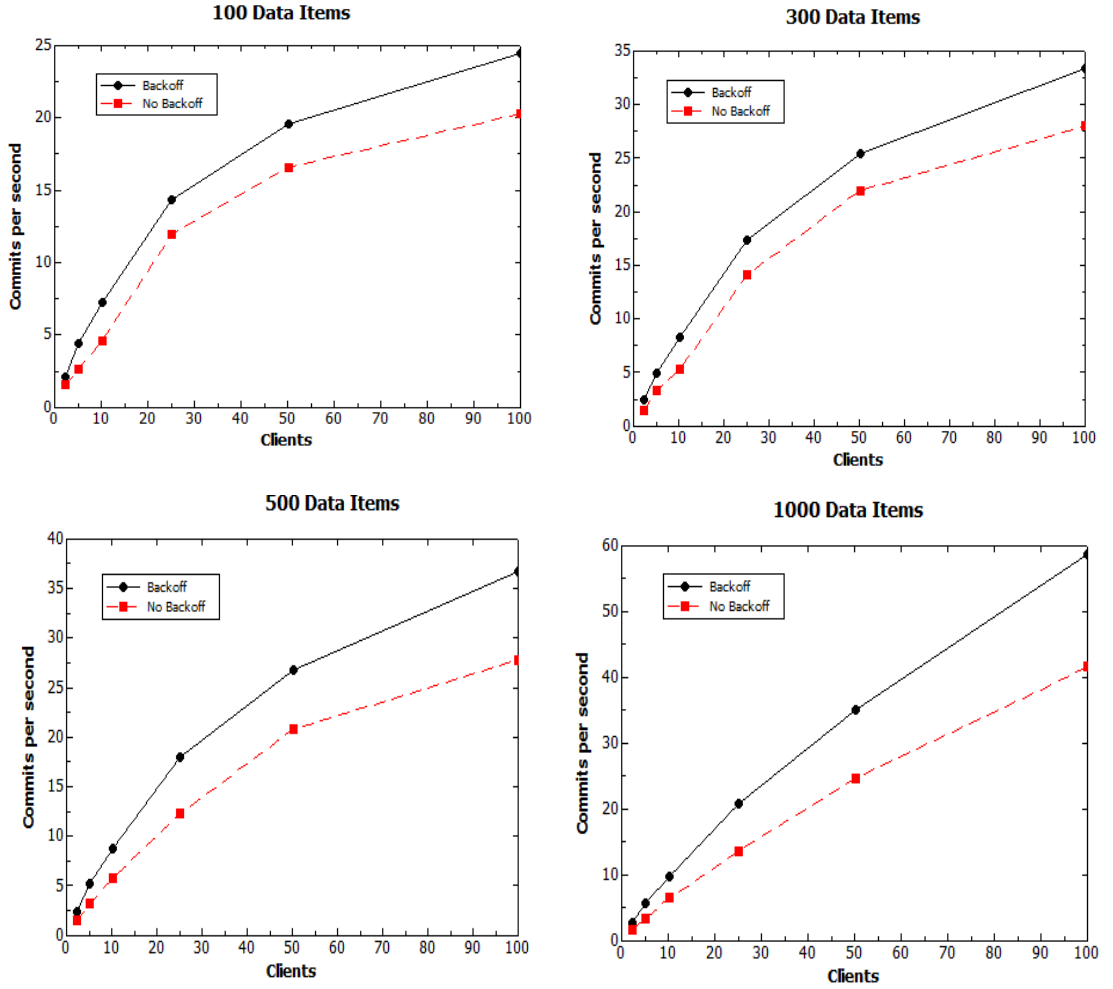 100 Data Items
25
20
15
10
5
0
Commits per second
Backoff
No Backoff
0 10 20 30 40 50 60 70 80 90 100
Clients
300 Data Items
35
30
25
20
15
10
5
0
Commits per second
Backoff
No Backoff
0 10 20 30 40 50 60 70 80 90 100
Clients
500 Data Items
40
35
30
25
20
15
10
5
0
Commits per second
Backoff
No Backoff
0 10 20 30 40 50 60 70 80 90 100
Clients
1000 Data Items
60
50
40
30
20
10
0
Commits per second
Backoff
No Backoff
0 10 20 30 40 50 60 70 80 90 100
Clients